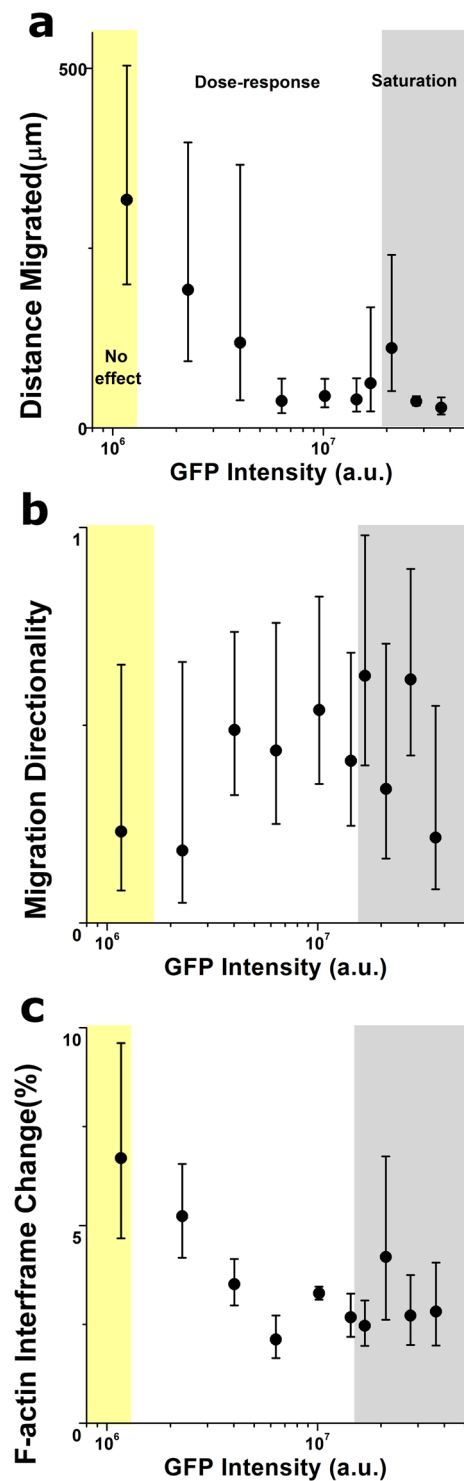 a
500
Dose-response
Saturation
No
effect
Distance Migrated(μm)
0
10⁶
10⁷
GFP Intensity (a.u.)
b
1
Migration Directionality
0
10⁶
10⁷
GFP Intensity (a.u.)
c
10
F-actin Interframe Change(%)
5
0
10⁶
10⁷
GFP Intensity (a.u.)